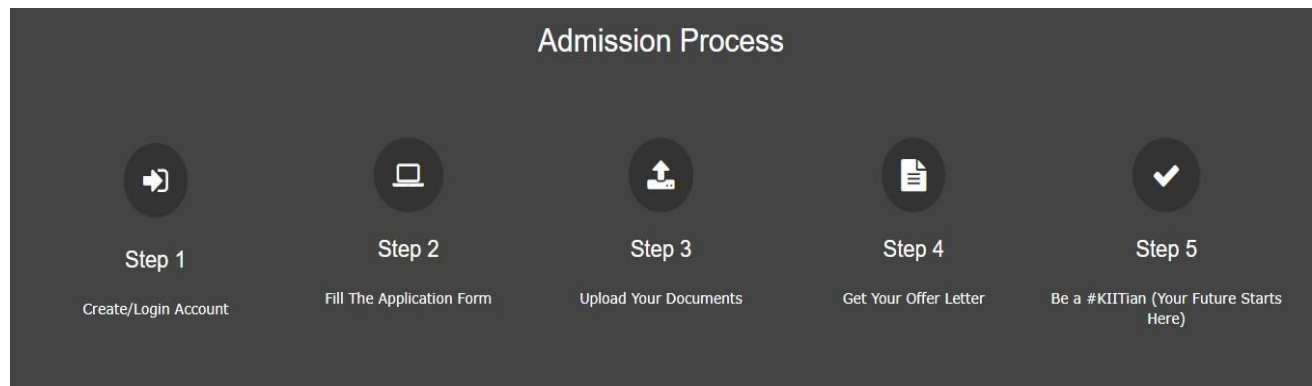 Admission Process
Step 1
Create/Login Account
Step 2
Fill The Application Form
Step 3
Upload Your Documents
Step 4
Get Your Offer Letter
Step 5
Be a #KIITian (Your Future Starts
Here)